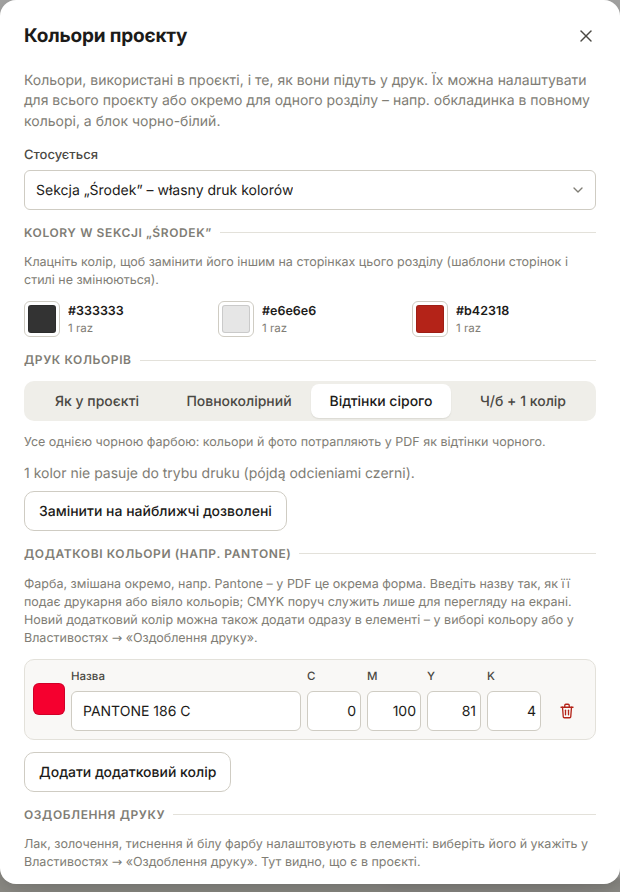 Кольори проєкту
Кольори, використані в проєкті, і те, як вони підуть у друк. Їх можна налаштувати
для всього проєкту або окремо для одного розділу – напр. обкладинка в повному
кольорі, а блок чорно-білий.
Стосується
Sekcja „Środek” – własny druk kolorów
KOLORY W SEKCJI „ŚRODEK”
Клацніть колір, щоб замінити його іншим на сторінках цього розділу (шаблони сторінок і
стилі не змінюються).
#333333 #e6e6e6 #b42318
1 raz 1 raz 1 raz
ДРУК КОЛЬОРІВ
Як у проєкті Повноколірний Відтінки сірого Ч/б + 1 колір
Усе однією чорною фарбою: кольори й фото потрапляють у PDF як відтінки чорного.
1 kolor nie pasuje do trybu druku (pójdą odcieniami czerni).
Замінити на найближчі дозволені
ДОДАТКОВІ КОЛЬОРИ (НАПР. PANTONE)
Фарба, змішана окремо, напр. Pantone – у PDF це окрема форма. Введіть назву так, як її
подає друкарня або віяло кольорів; CMYK поруч служить лише для перегляду на екрані.
Новий додатковий колір можна також додати одразу в елементі – у виборі кольору або у
Властивостях → «Оздоблення друку».
Назва C M Y K
PANTONE 186 C 0 100 81 4
Додати додатковий колір
ОЗДОБЛЕННЯ ДРУКУ
Лак, золочення, тиснення й білу фарбу налаштовують в елементі: виберіть його й укажіть у
Властивостях → «Оздоблення друку». Тут видно, що є в проєкті.